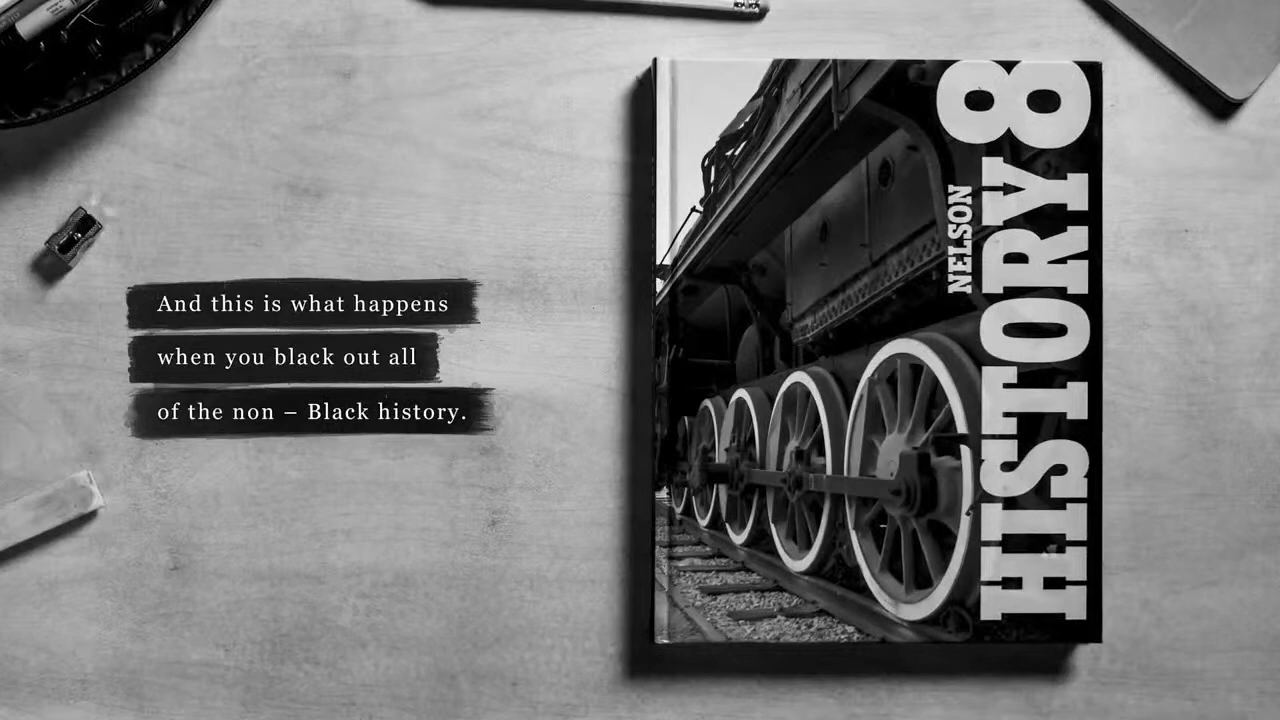 And this is what happens
when you black out all
of the non – Black history.
NELSON
HISTORY 8